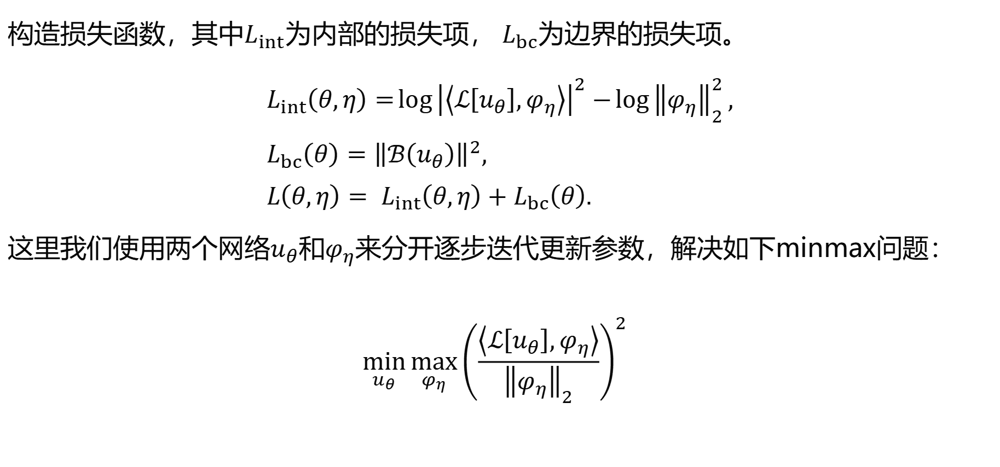 构造损失函数，其中$L_{\text{int}}$为内部的损失项， $L_{\text{bc}}$为边界的损失项。
$L_{\text{int}}(\theta,\eta) = \log\left|\langle \mathcal{L}[u_\theta],\varphi_\eta\rangle\right|^2 - \log\left\|\varphi_\eta\right\|_2^2,$
$L_{\text{bc}}(\theta) = \|\mathcal{B}(u_\theta)\|^2,$
$L(\theta,\eta) = L_{\text{int}}(\theta,\eta) + L_{\text{bc}}(\theta).$
这里我们使用两个网络$u_\theta$和$\varphi_\eta$来分开逐步迭代更新参数，解决如下minmax问题：
$\min_{u_\theta}\max_{\varphi_\eta}\left(\frac{\langle \mathcal{L}[u_\theta],\varphi_\eta\rangle}{\left\|\varphi_\eta\right\|_2}\right)^2$